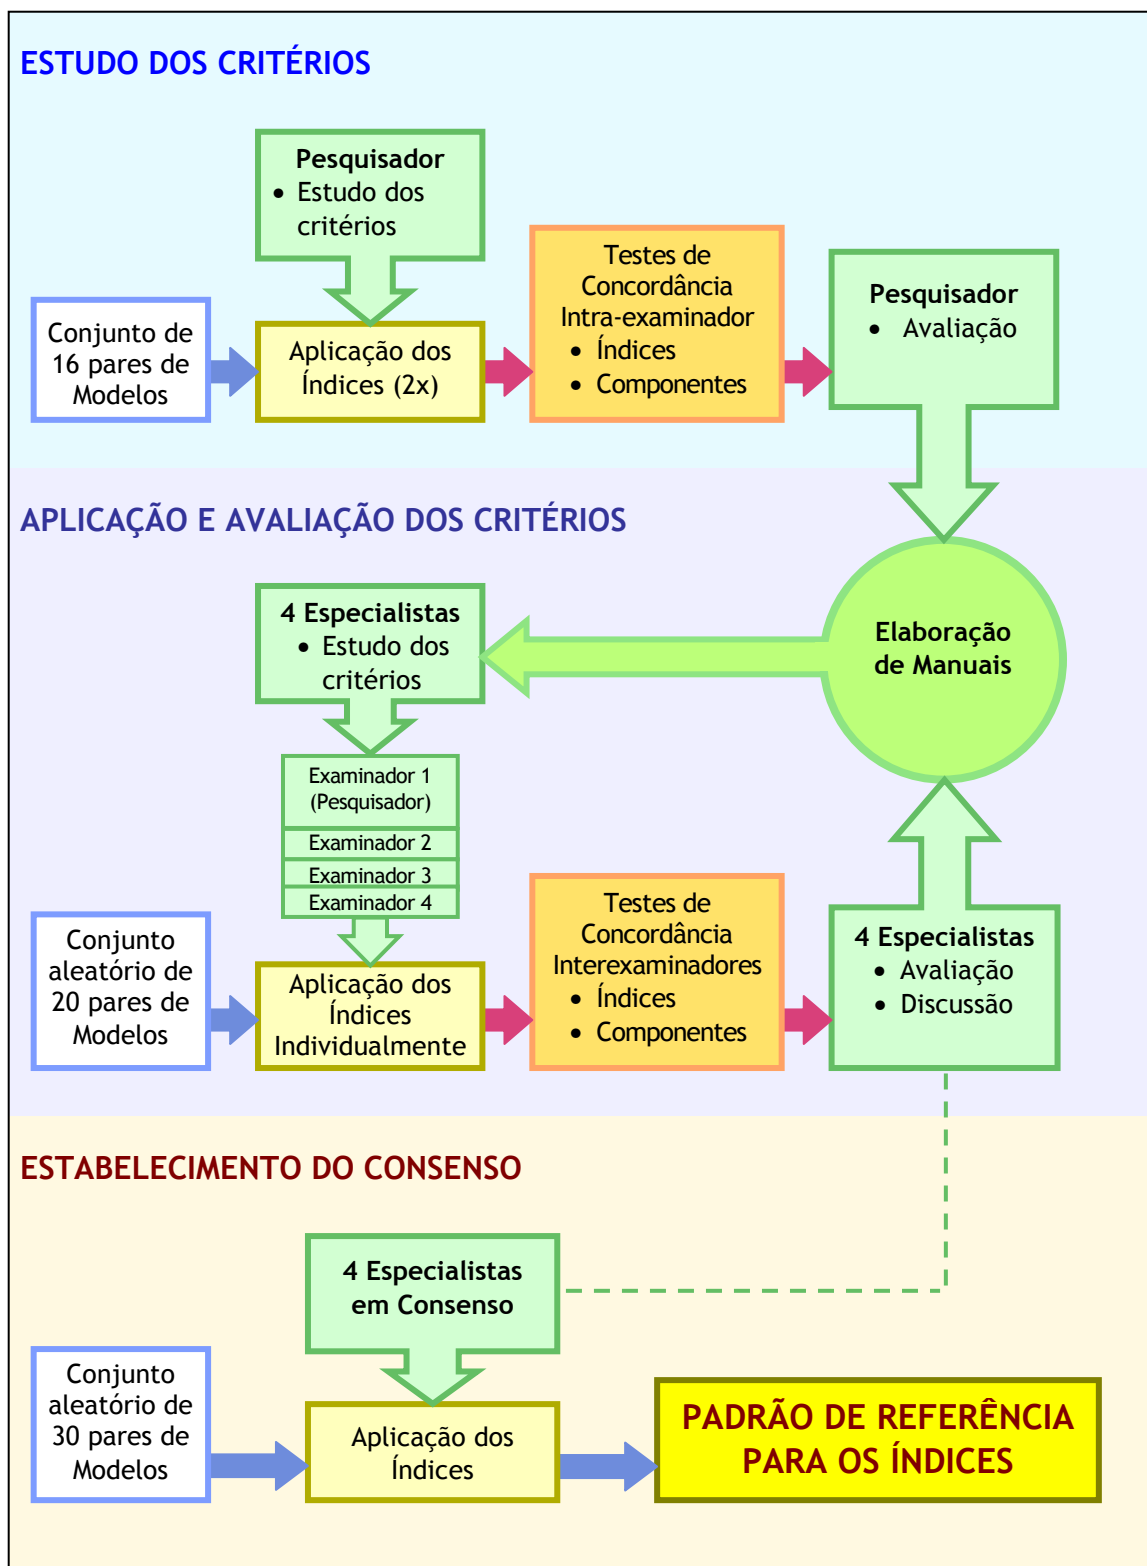 ESTUDO DOS CRITÉRIOS
Pesquisador
• Estudo dos
critérios
Conjunto de
16 pares de
Modelos
Aplicação dos
Índices (2x)
Testes de
Concordância
Intra-examinador
• Índices
• Componentes
Pesquisador
• Avaliação
APLICAÇÃO E AVALIAÇÃO DOS CRITÉRIOS
4 Especialistas
• Estudo dos
critérios
Elaboração
de Manuais
Examinador 1
(Pesquisador)
Examinador 2
Examinador 3
Examinador 4
Conjunto
aleatório de
20 pares de
Modelos
Aplicação dos
Índices
Individualmente
Testes de
Concordância
Interexaminadores
• Índices
• Componentes
4 Especialistas
• Avaliação
• Discussão
ESTABELECIMENTO DO CONSENSO
4 Especialistas
em Consenso
Conjunto
aleatório de
30 pares de
Modelos
Aplicação dos
Índices
PADRÃO DE REFERÊNCIA
PARA OS ÍNDICES